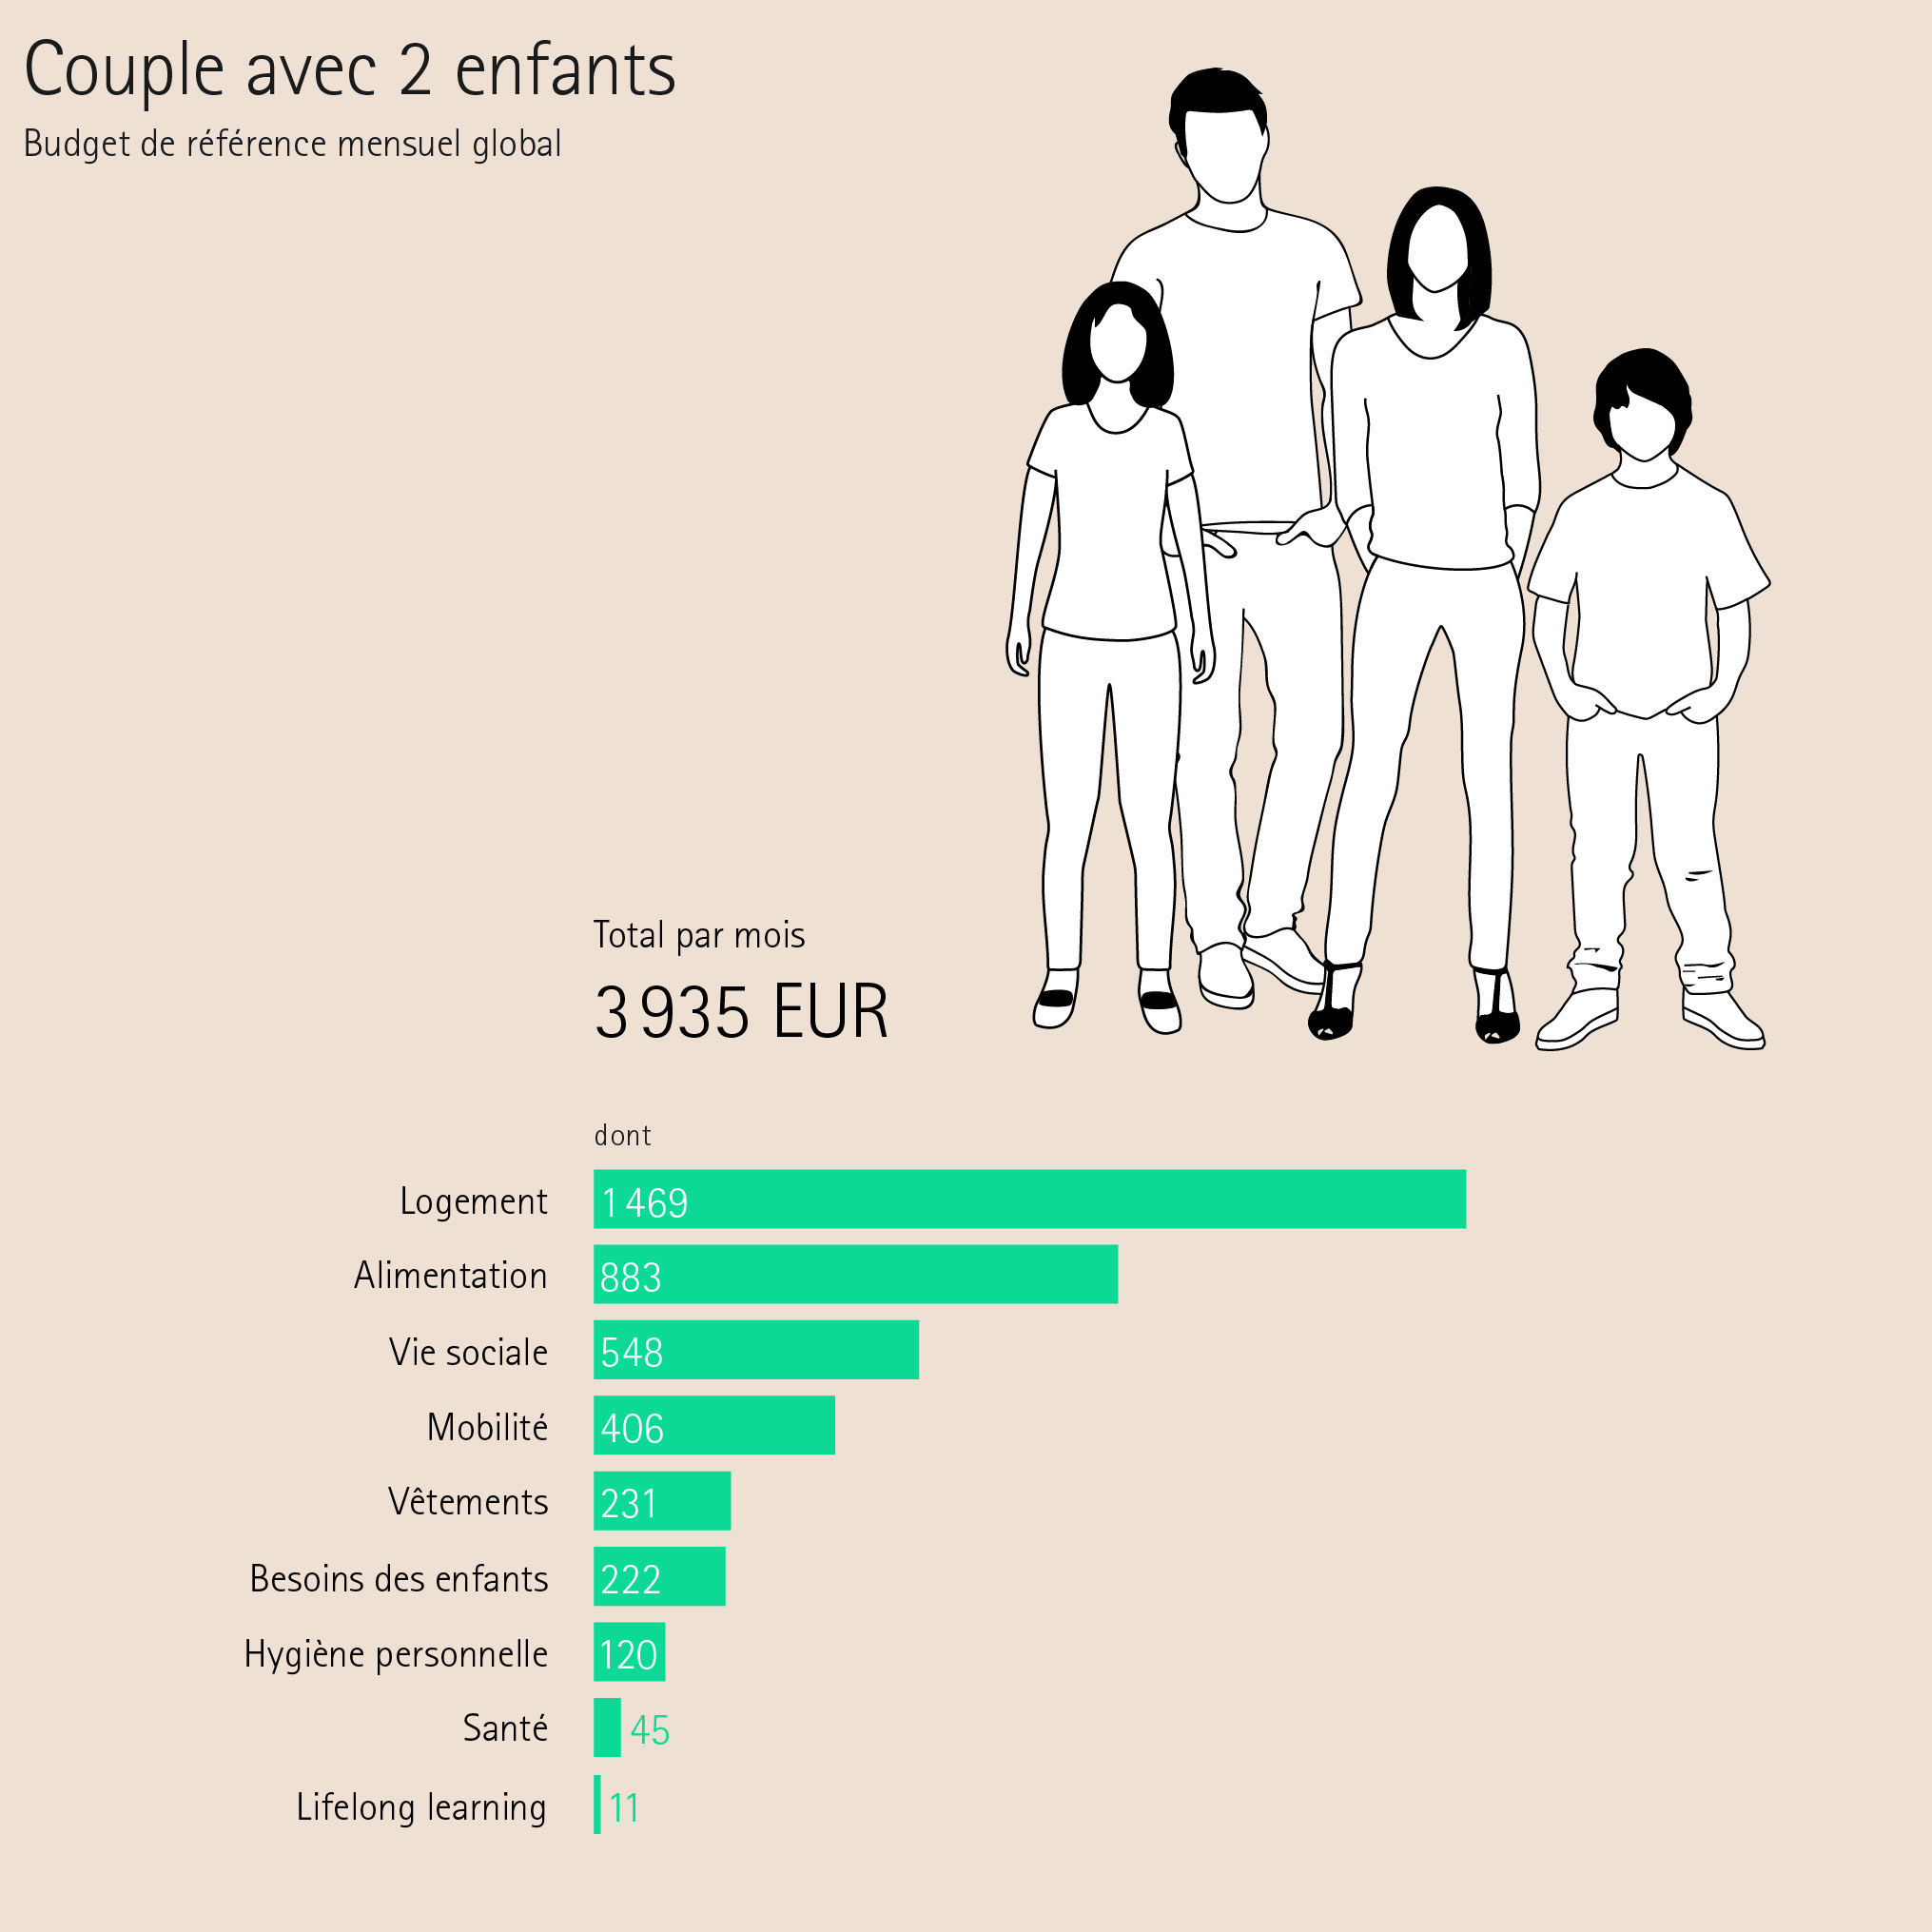 Couple avec 2 enfants
Budget de référence mensuel global
Total par mois
3 935 EUR
dont
Logement 1 469
Alimentation 883
Vie sociale 548
Mobilité 406
Vêtements 231
Besoins des enfants 222
Hygiène personnelle 120
Santé 45
Lifelong learning 11